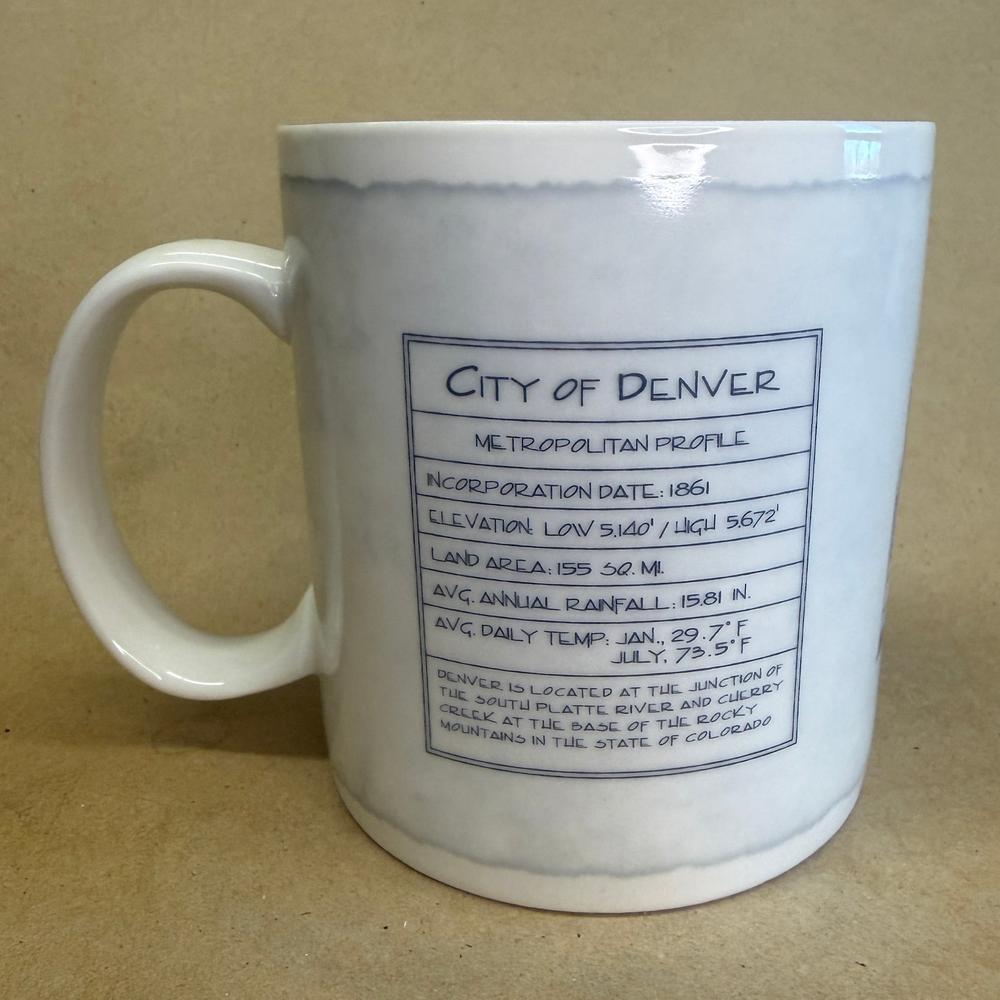 CITY OF DENVER
METROPOLITAN PROFILE
INCORPORATION DATE: 1861
ELEVATION: LOW 5,140' / HIGH 5,672'
LAND AREA: 155 SQ. MI.
AVG. ANNUAL RAINFALL: 15.81 IN.
AVG. DAILY TEMP: JAN., 29.7° F
JULY, 73.5° F
DENVER IS LOCATED AT THE JUNCTION OF
THE SOUTH PLATTE RIVER AND CHERRY
CREEK AT THE BASE OF THE ROCKY
MOUNTAINS IN THE STATE OF COLORADO